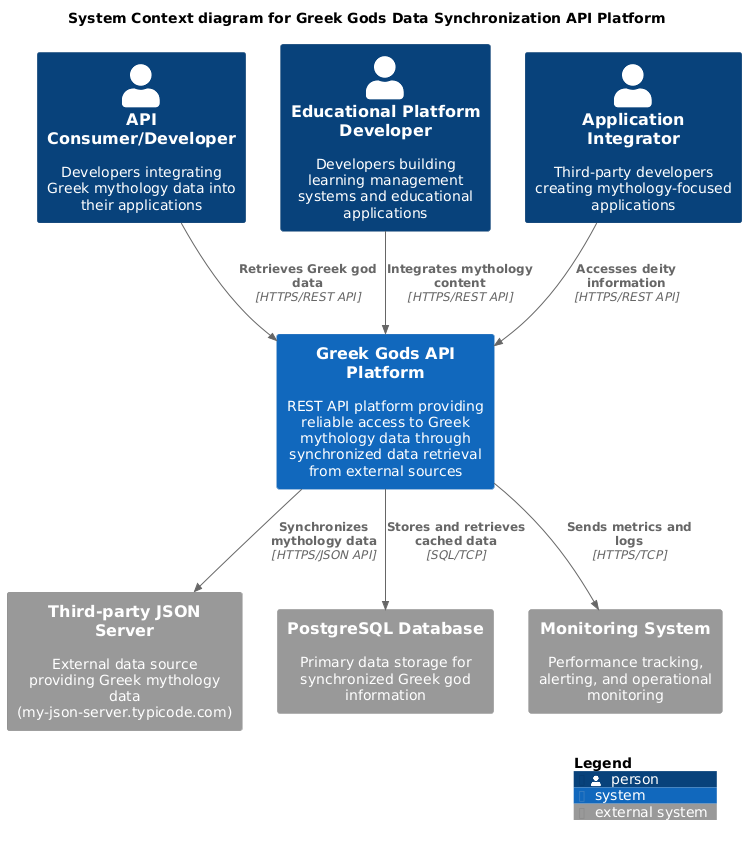 System Context diagram for Greek Gods Data Synchronization API Platform
API
Consumer/Developer
Developers integrating
Greek mythology data into
their applications
Educational Platform
Developer
Developers building
learning management
systems and educational
applications
Application
Integrator
Third-party developers
creating mythology-focused
applications
Retrieves Greek god
data
[HTTPS/REST API]
Integrates mythology
content
[HTTPS/REST API]
Accesses deity
information
[HTTPS/REST API]
Greek Gods API
Platform
REST API platform providing
reliable access to Greek
mythology data through
synchronized data retrieval
from external sources
Synchronizes
mythology data
[HTTPS/JSON API]
Stores and retrieves
cached data
[SQL/TCP]
Sends metrics and
logs
[HTTPS/TCP]
Third-party JSON
Server
External data source
providing Greek mythology
data
(my-json-server.typicode.com)
PostgreSQL Database
Primary data storage for
synchronized Greek god
information
Monitoring System
Performance tracking,
alerting, and operational
monitoring
Legend
person
system
external system